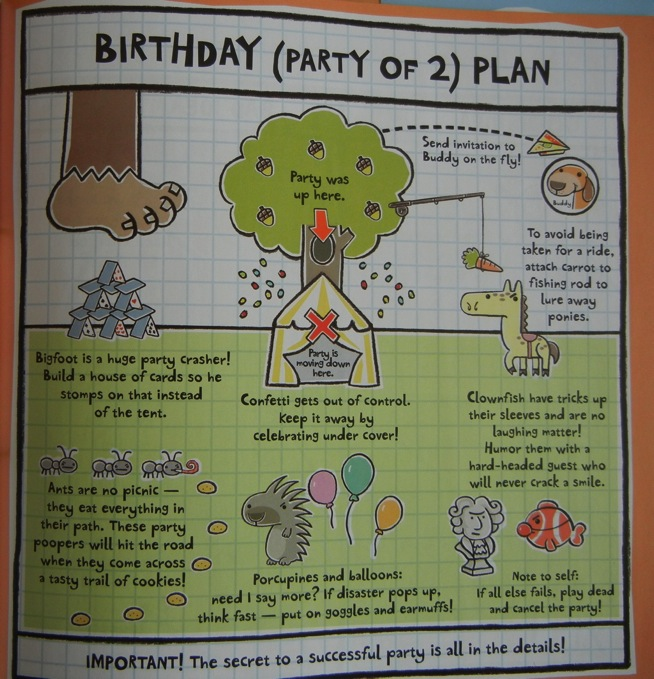 BIRTHDAY (PARTY OF 2) PLAN
Send invitation to
Buddy on the fly!
Buddy
Party was
up here.
To avoid being
taken for a ride,
attach carrot to
fishing rod to
lure away
ponies.
Party is
moving down
here.
Bigfoot is a huge party crasher!
Build a house of cards so he
stomps on that instead
of the tent.
Confetti gets out of control.
Keep it away by
celebrating under cover!
Clownfish have tricks up
their sleeves and are no
laughing matter!
Humor them with a
hard-headed guest who
will never crack a smile.
Ants are no picnic —
they eat everything in
their path. These party
poopers will hit the road
when they come across
a tasty trail of cookies!
Porcupines and balloons:
need I say more? If disaster pops up,
think fast — put on goggles and earmuffs!
Note to self:
If all else fails, play dead
and cancel the party!
IMPORTANT! The secret to a successful party is all in the details!